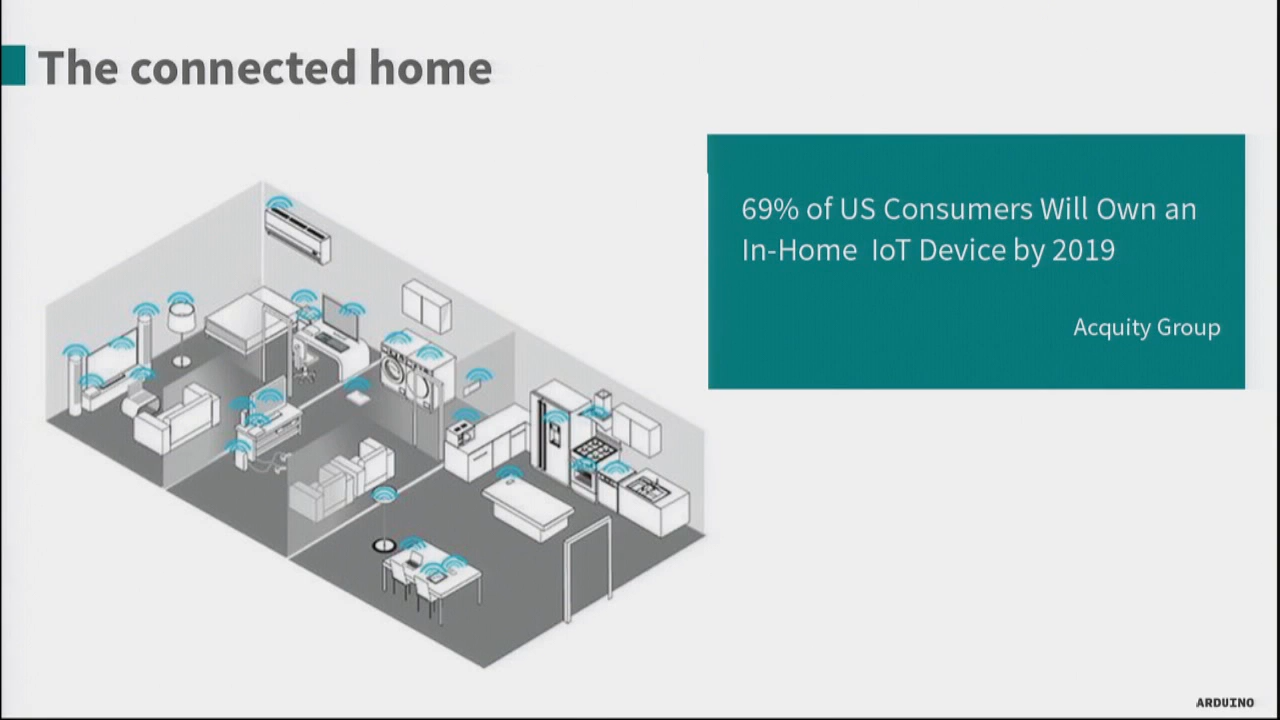 The connected home
69% of US Consumers Will Own an
In-Home IoT Device by 2019
Acquity Group
ARDUINO